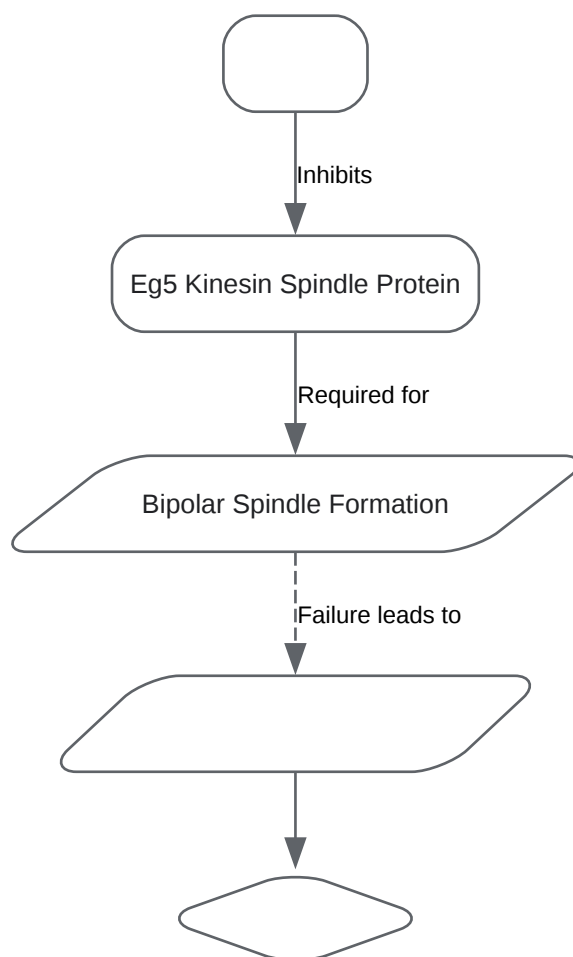 Inhibits
Eg5 Kinesin Spindle Protein
Required for
Bipolar Spindle Formation
Failure leads to